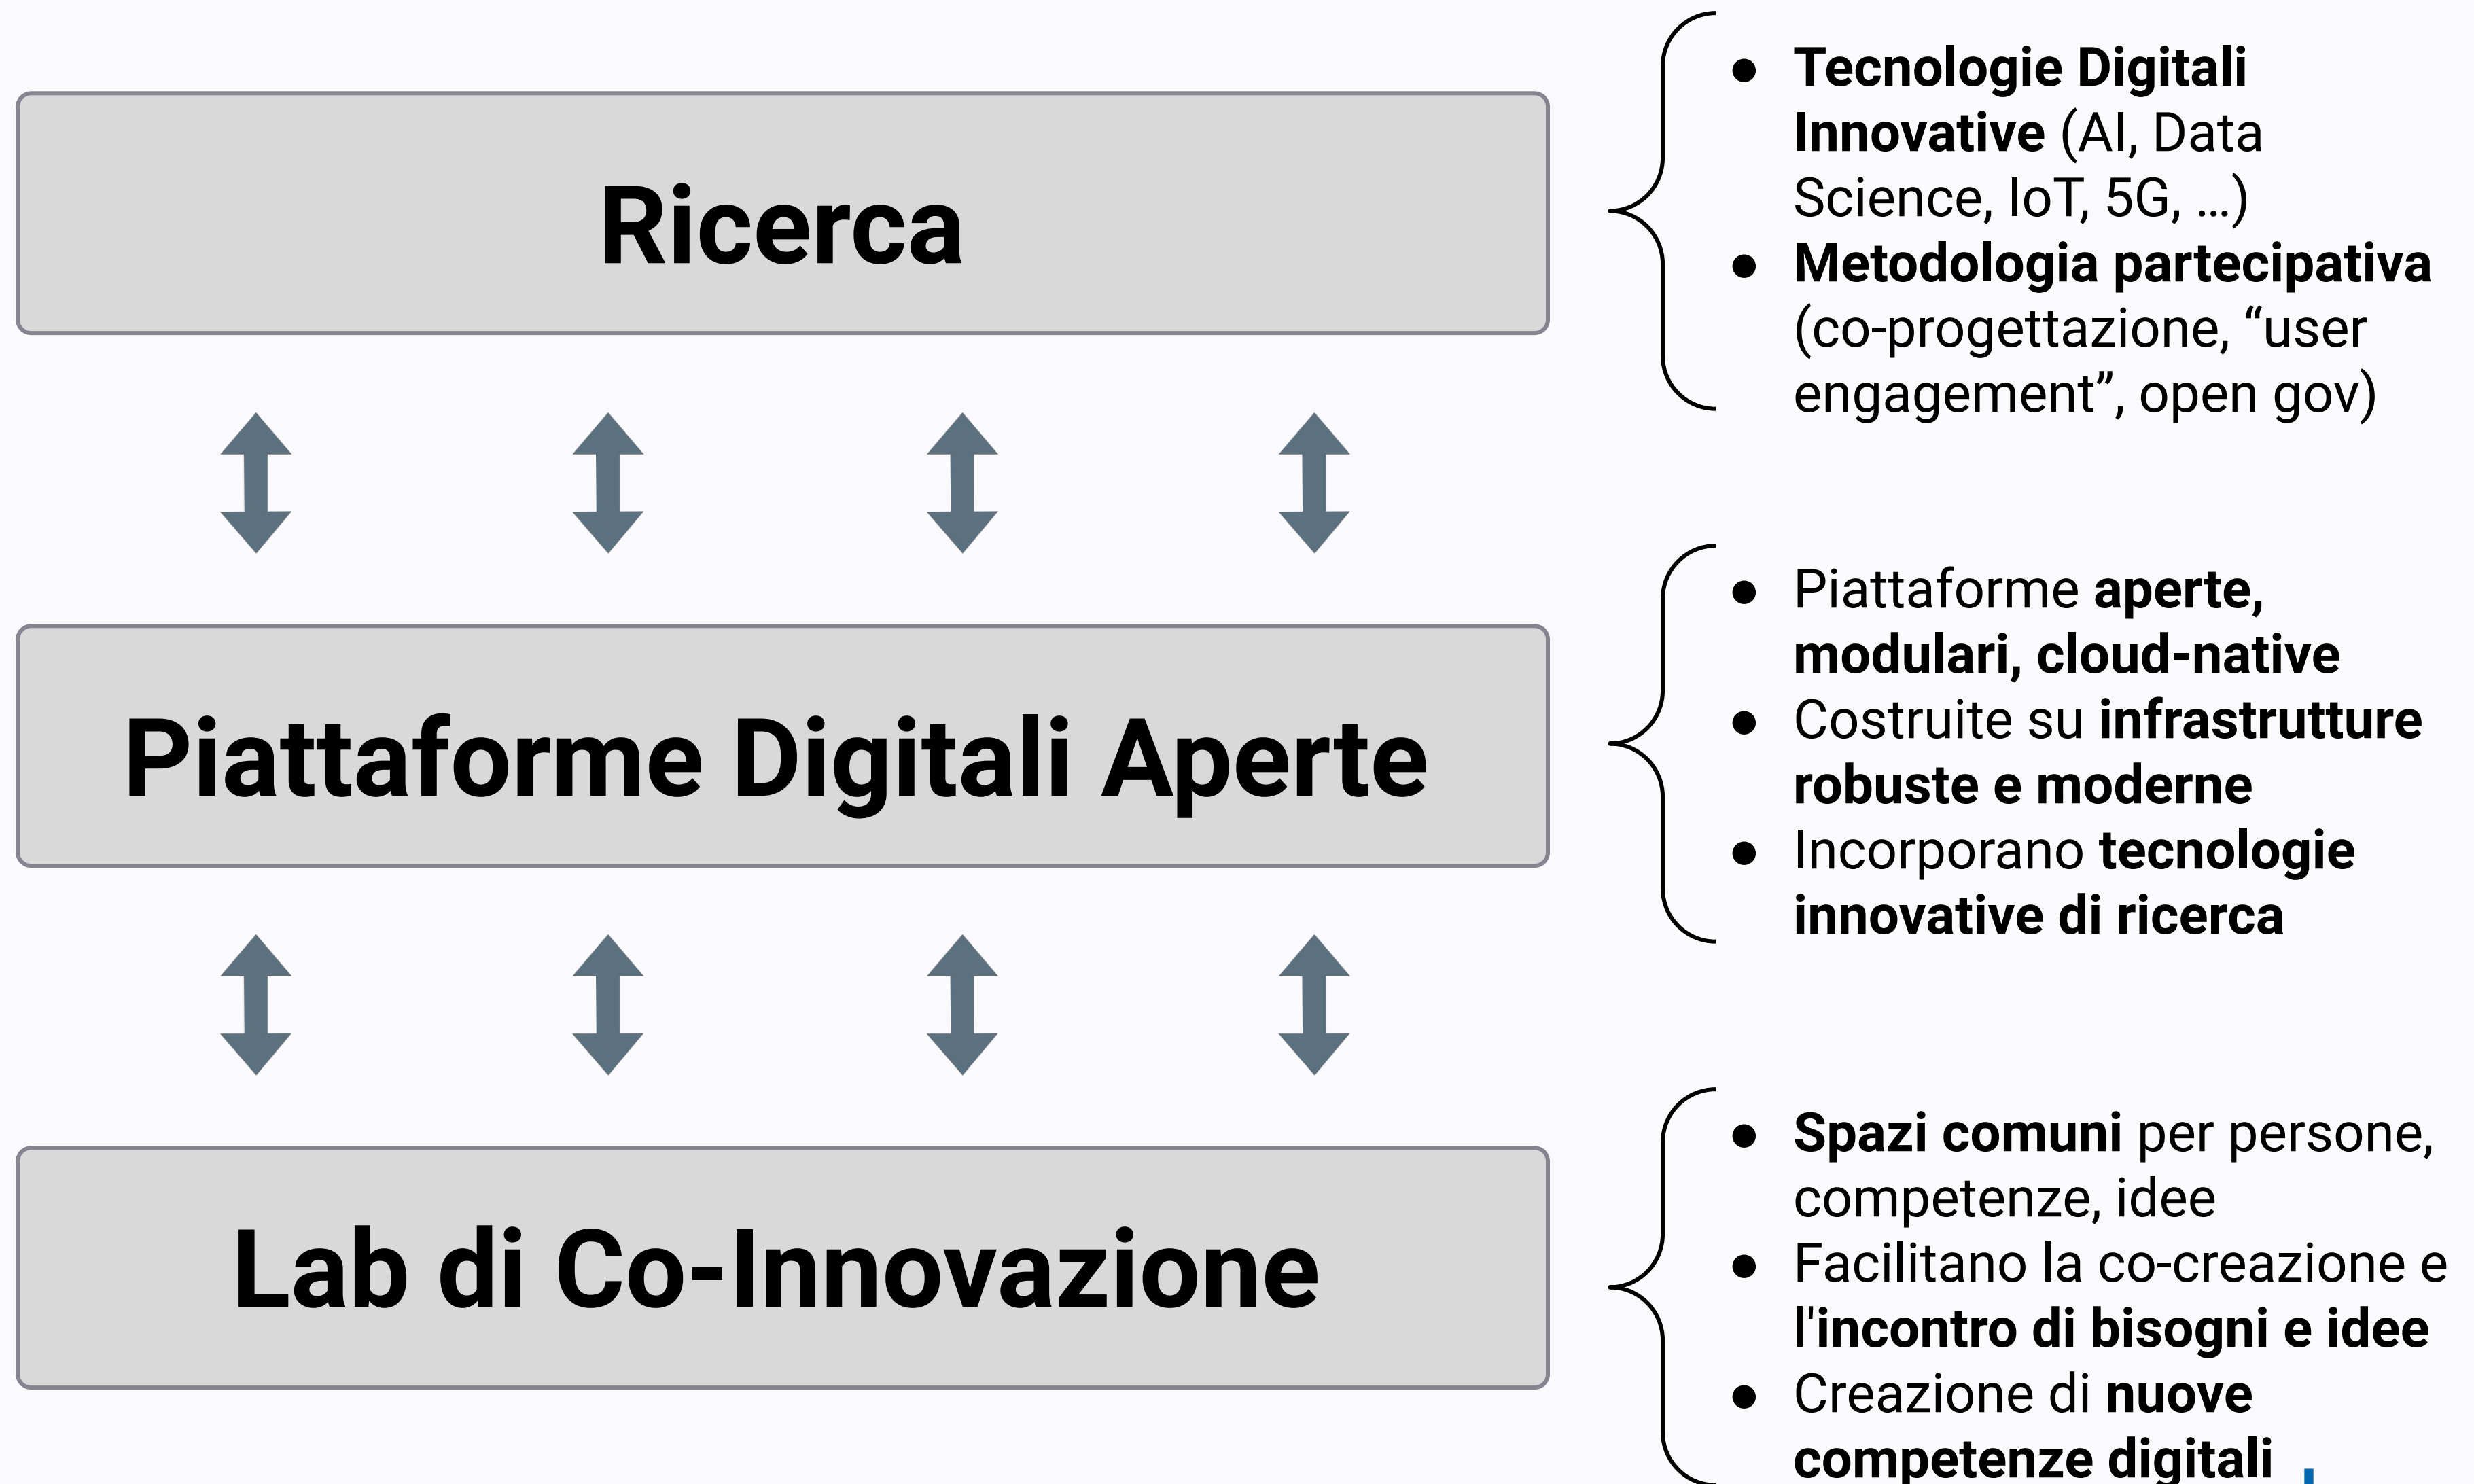 Ricerca
● Tecnologie Digitali
Innovative (AI, Data
Science, IoT, 5G, ...)
● Metodologia partecipativa
(co-progettazione, “user
engagement”, open gov)
Piattaforme Digitali Aperte
● Piattaforme aperte,
modulari, cloud-native
● Costruite su infrastrutture
robuste e moderne
● Incorporano tecnologie
innovative di ricerca
Lab di Co-Innovazione
● Spazi comuni per persone,
competenze, idee
● Facilitano la co-creazione e
l'incontro di bisogni e idee
● Creazione di nuove
competenze digitali